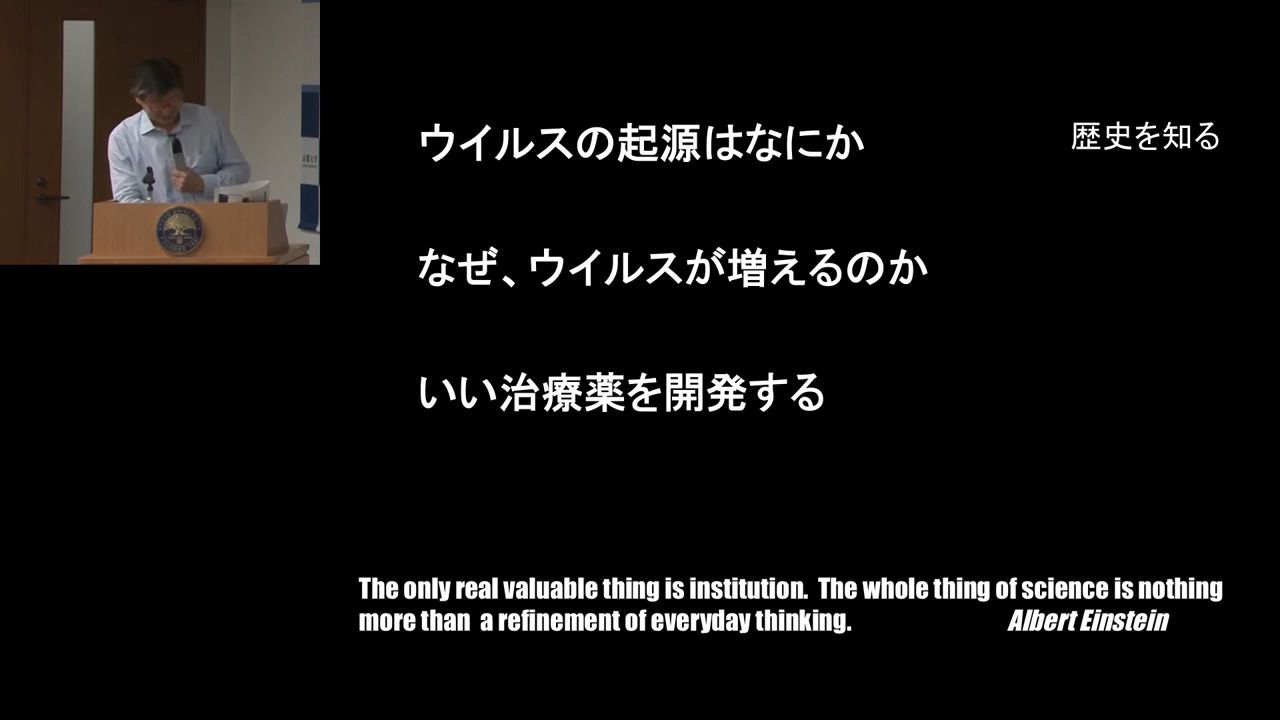 ウイルスの起源はなにか
歴史を知る
なぜ、ウイルスが増えるのか
いい治療薬を開発する
The only real valuable thing is institution. The whole thing of science is nothing
more than a refinement of everyday thinking.
Albert Einstein